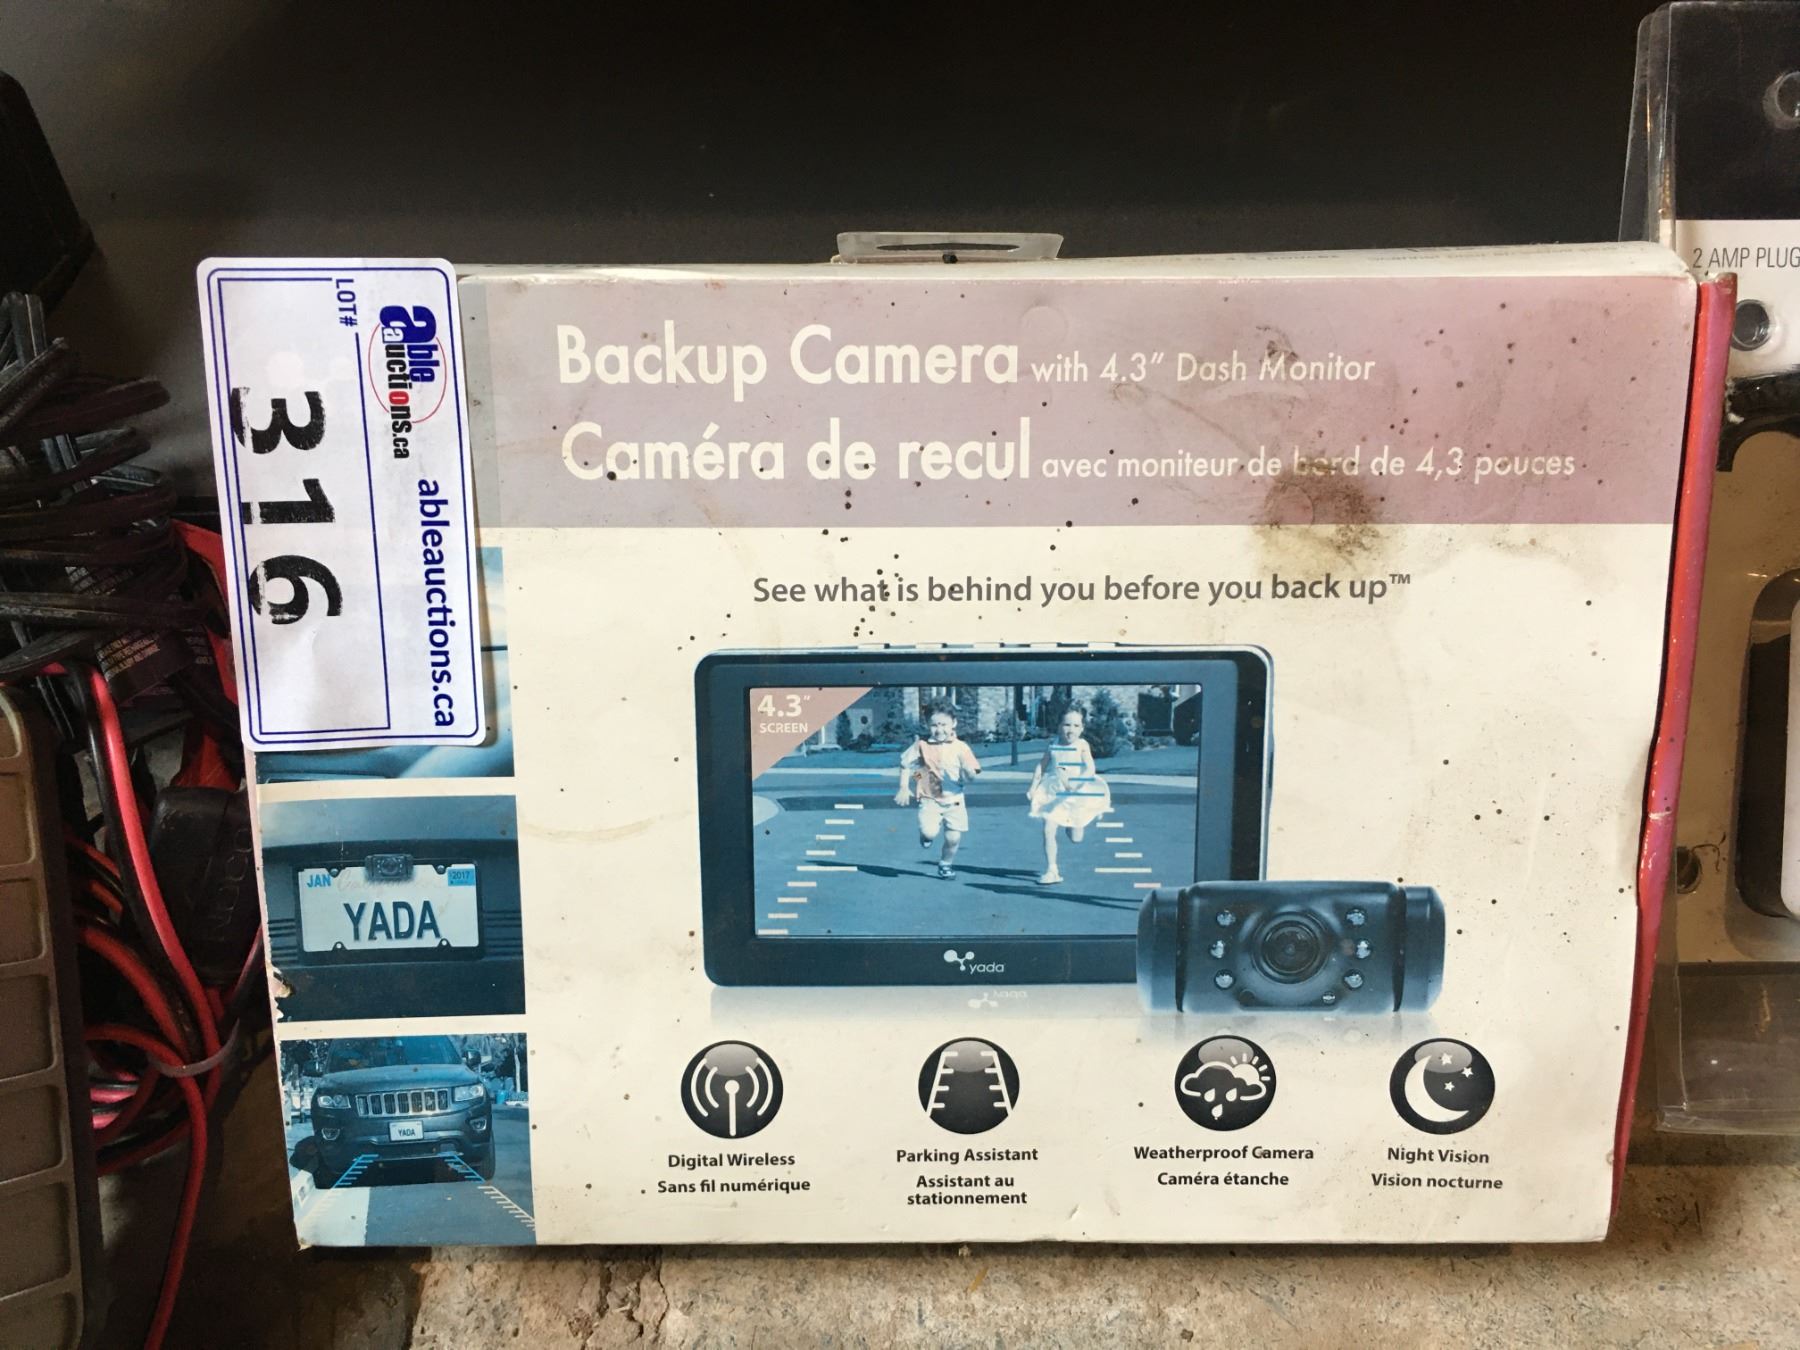 LOT#
316
able
auctions.ca
ableauctions.ca
Backup Camera with 4.3" Dash Monitor
Caméra de recul avec moniteur de bord de 4,3 pouces
See what is behind you before you back up™
4.3"
SCREEN
yada
JAN
2017
YADA
YADA
Digital Wireless
Sans fil numérique
Parking Assistant
Assistant au
stationnement
Weatherproof Camera
Caméra étanche
Night Vision
Vision nocturne
2 AMP PLUG